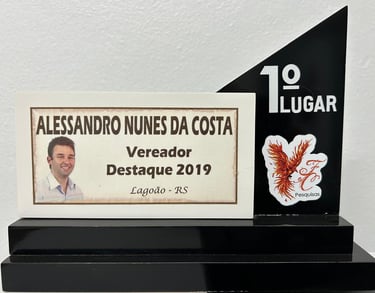 1º
LUGAR
ALESSANDRO NUNES DA COSTA
Vereador
Destaque 2019
Lagoão - RS
Pesquisas